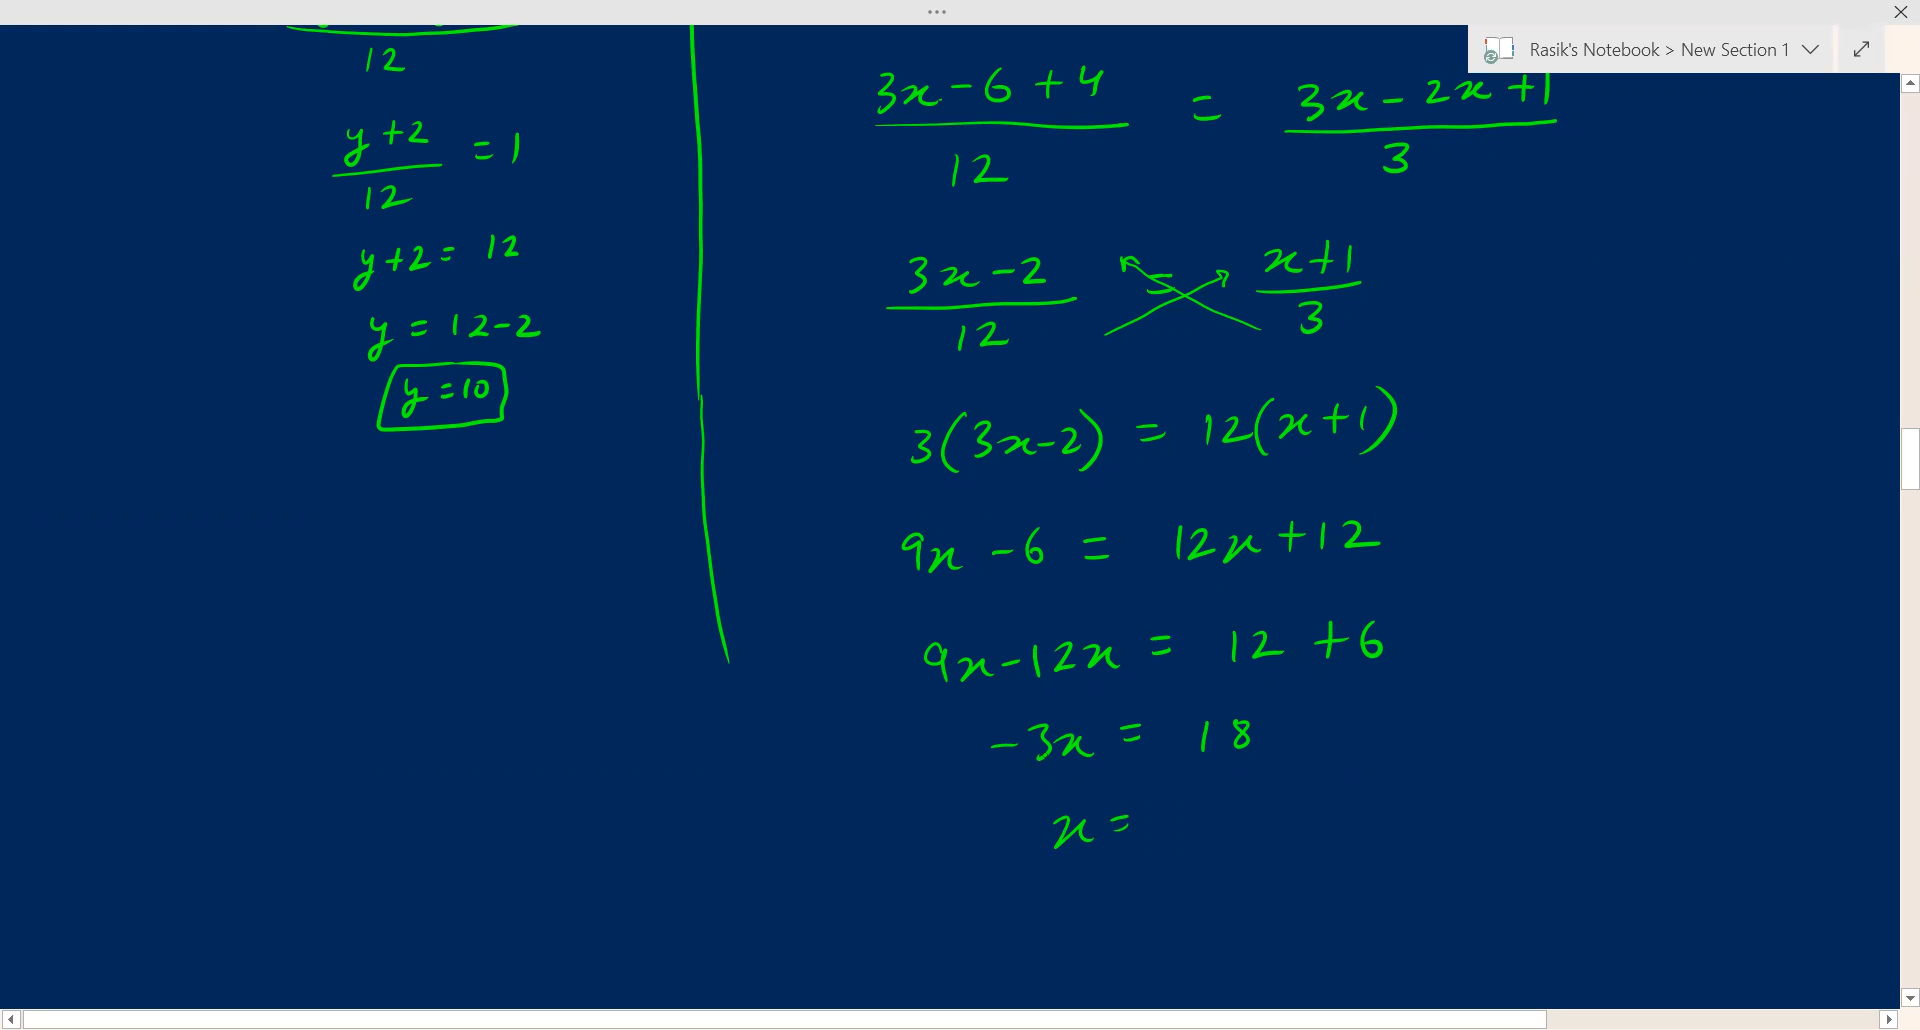 Rasik's Notebook > New Section 1
12
y+2
12
= 1
y+2 = 12
y = 12-2
y = 10
3x - 6 + 4
12
=
3x - 2x + 1
3
3x - 2
12
=
x + 1
3
3(3x-2) = 12(x+1)
9x - 6 = 12x + 12
9x - 12x = 12 + 6
-3x = 18
x =